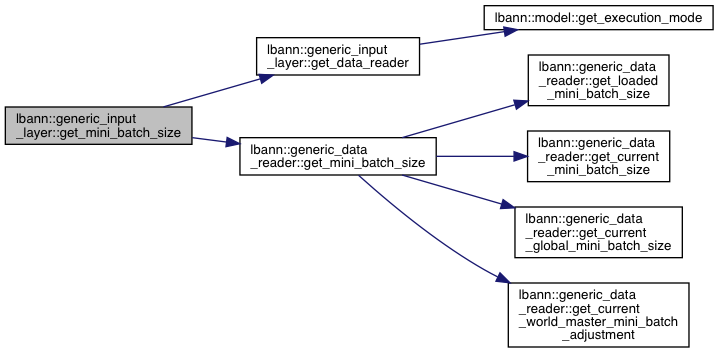 lbann::generic_input
_layer::get_mini_batch_size
lbann::generic_input
_layer::get_data_reader
lbann::model::get_execution_mode
lbann::generic_data
_reader::get_mini_batch_size
lbann::generic_data
_reader::get_loaded
_mini_batch_size
lbann::generic_data
_reader::get_current
_mini_batch_size
lbann::generic_data
_reader::get_current
_global_mini_batch_size
lbann::generic_data
_reader::get_current
_world_master_mini_batch
_adjustment